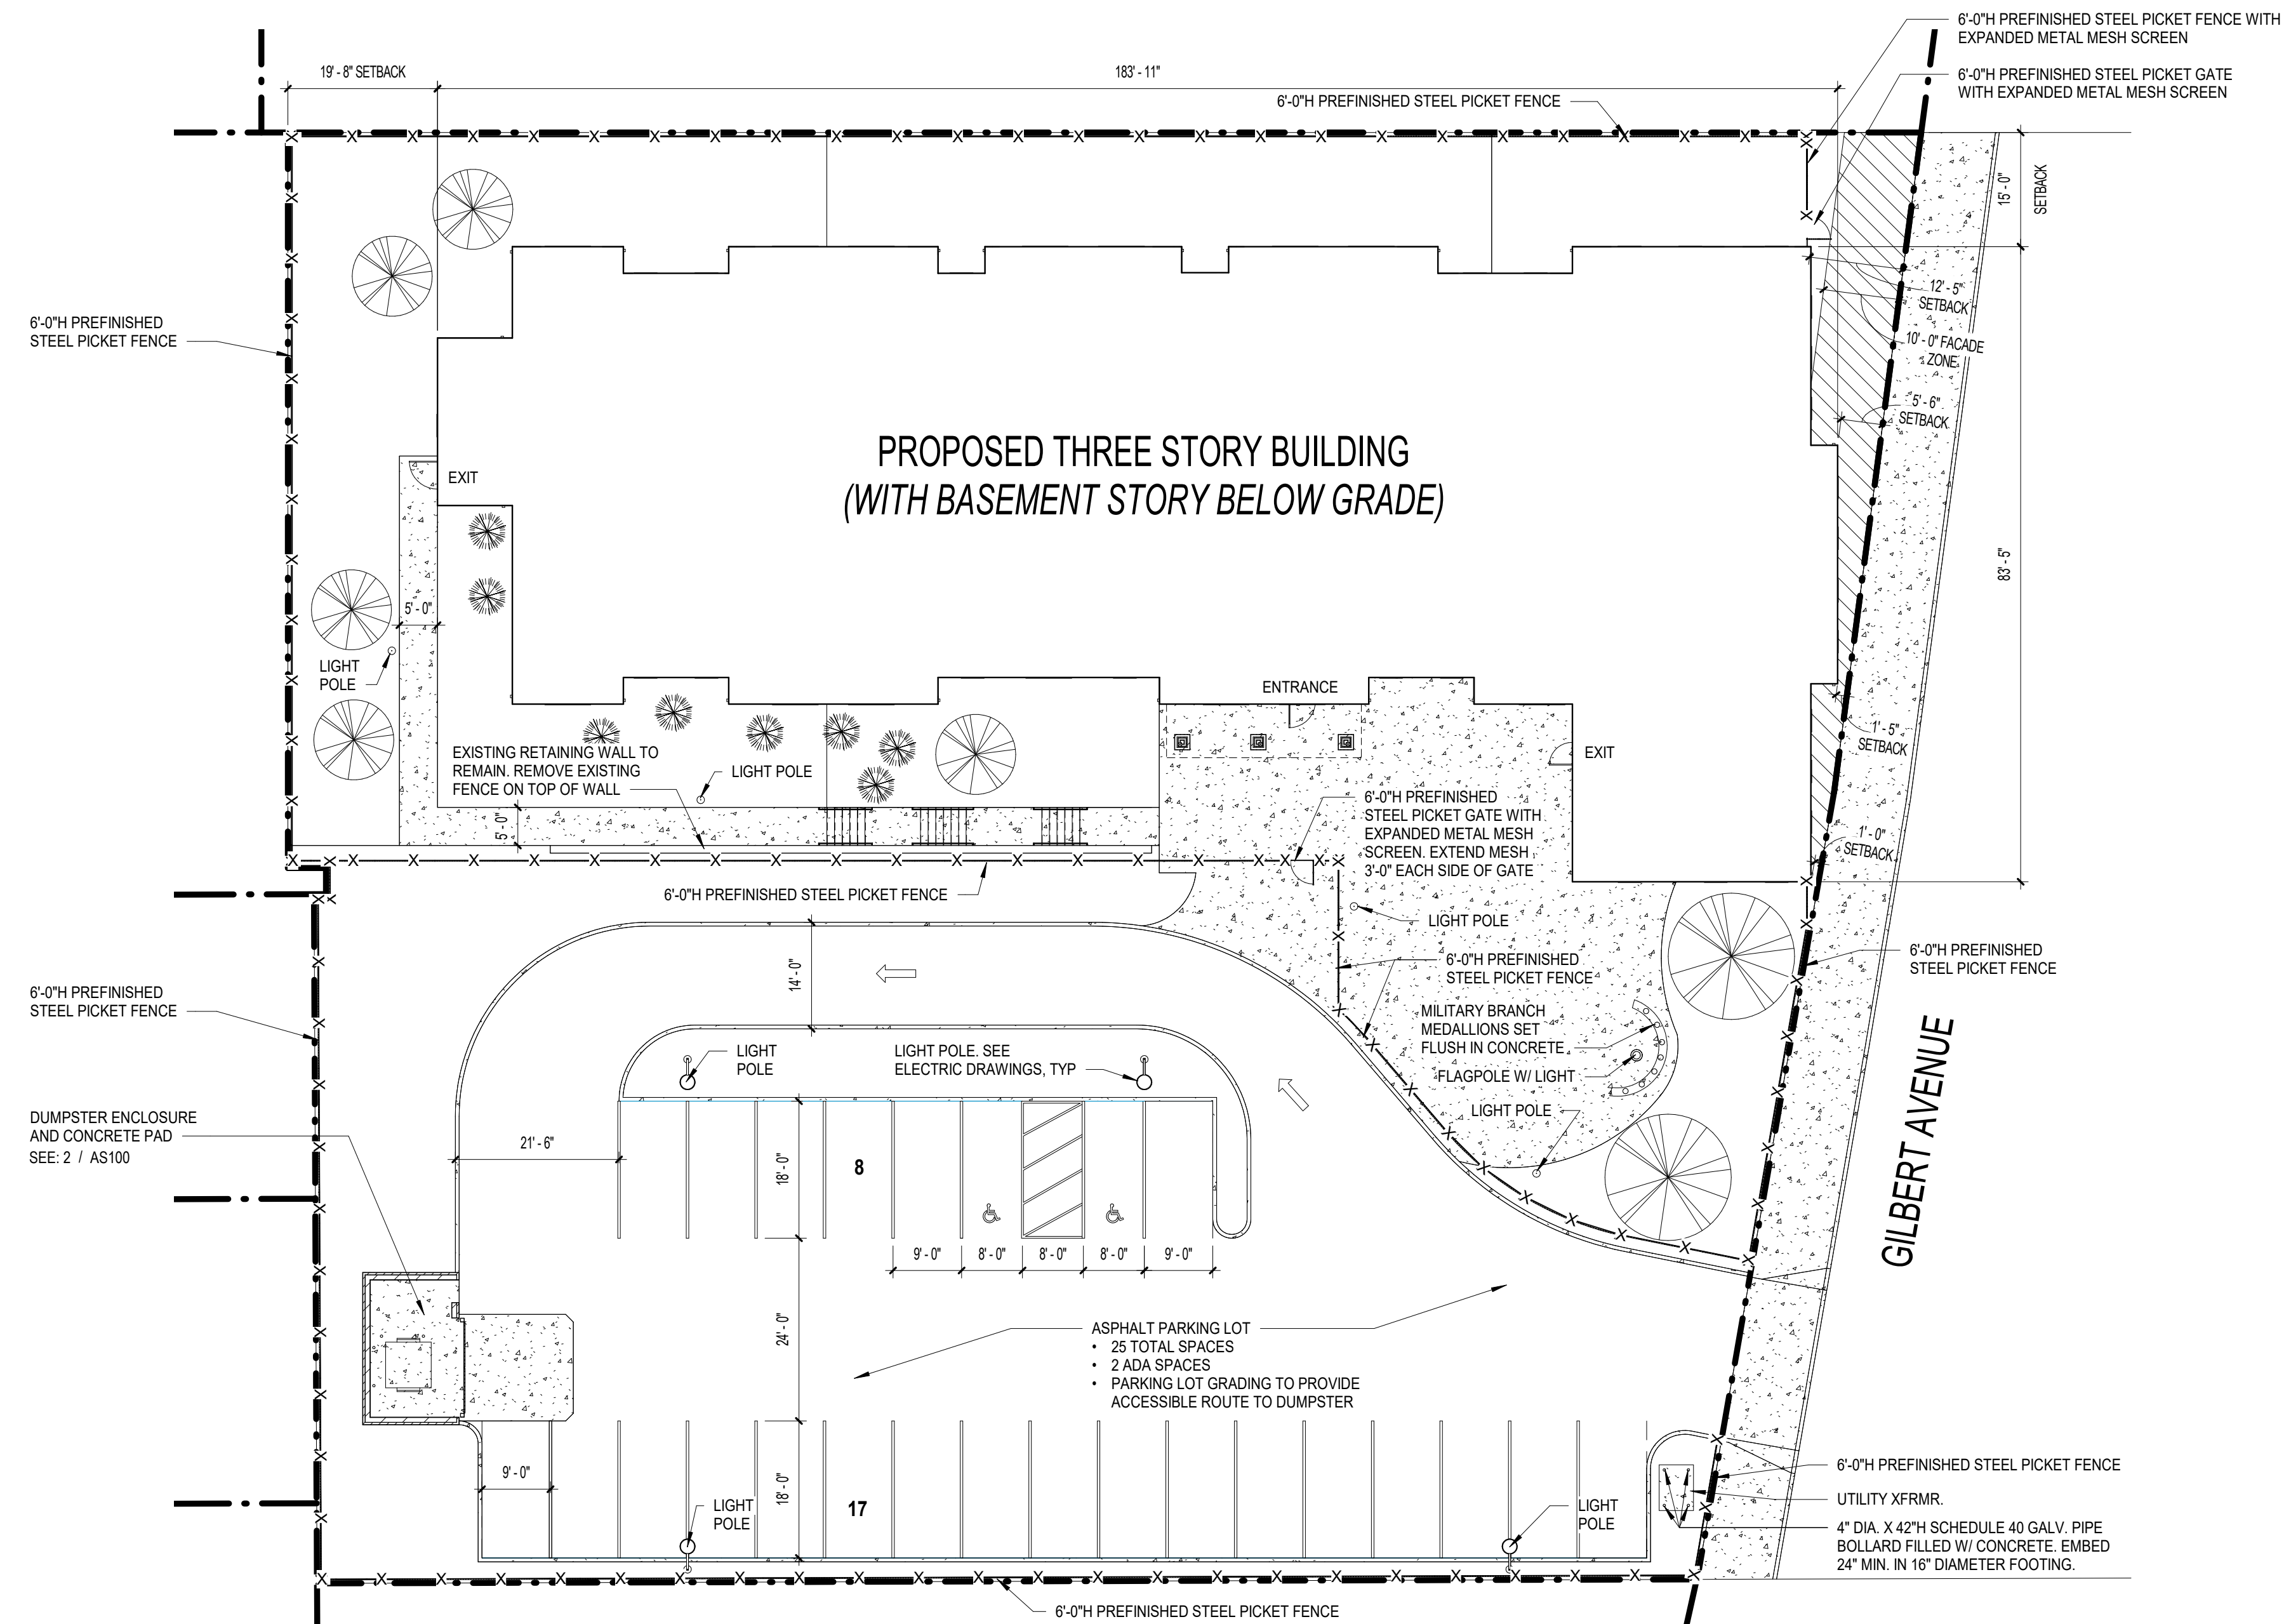 6'-0"H PREFINISHED STEEL PICKET FENCE WITH
EXPANDED METAL MESH SCREEN
19' - 8" SETBACK
183' - 11"
6'-0"H PREFINISHED STEEL PICKET GATE
WITH EXPANDED METAL MESH SCREEN
6'-0"H PREFINISHED STEEL PICKET FENCE
15' - 0"
SETBACK
12' - 5"
SETBACK
6'-0"H PREFINISHED
STEEL PICKET FENCE
10' - 0" FACADE
ZONE
5' - 6"
SETBACK
PROPOSED THREE STORY BUILDING
(WITH BASEMENT STORY BELOW GRADE)
EXIT
83' - 5"
5' - 0"
LIGHT
POLE
ENTRANCE
1' - 5"
SETBACK
EXISTING RETAINING WALL TO
REMAIN. REMOVE EXISTING
FENCE ON TOP OF WALL
LIGHT POLE
EXIT
5' - 0"
6'-0"H PREFINISHED
STEEL PICKET GATE WITH
EXPANDED METAL MESH
SCREEN. EXTEND MESH
3'-0" EACH SIDE OF GATE
1' - 0"
SETBACK
6'-0"H PREFINISHED STEEL PICKET FENCE
LIGHT POLE
6'-0"H PREFINISHED
STEEL PICKET FENCE
6'-0"H PREFINISHED
STEEL PICKET FENCE
14' - 0"
6'-0"H PREFINISHED
STEEL PICKET FENCE
MILITARY BRANCH
MEDALLIONS SET
FLUSH IN CONCRETE
LIGHT
POLE
LIGHT POLE. SEE
ELECTRIC DRAWINGS, TYP
FLAGPOLE W/ LIGHT
LIGHT POLE
GILBERT AVENUE
DUMPSTER ENCLOSURE
AND CONCRETE PAD
SEE: 2 / AS100
21' - 6"
18' - 0"
8
9' - 0"
8' - 0"
8' - 0"
8' - 0"
9' - 0"
24' - 0"
ASPHALT PARKING LOT
• 25 TOTAL SPACES
• 2 ADA SPACES
• PARKING LOT GRADING TO PROVIDE
ACCESSIBLE ROUTE TO DUMPSTER
9' - 0"
18' - 0"
17
LIGHT
POLE
LIGHT
POLE
6'-0"H PREFINISHED STEEL PICKET FENCE
UTILITY XFRMR.
4" DIA. X 42"H SCHEDULE 40 GALV. PIPE
BOLLARD FILLED W/ CONCRETE. EMBED
24" MIN. IN 16" DIAMETER FOOTING.
6'-0"H PREFINISHED STEEL PICKET FENCE